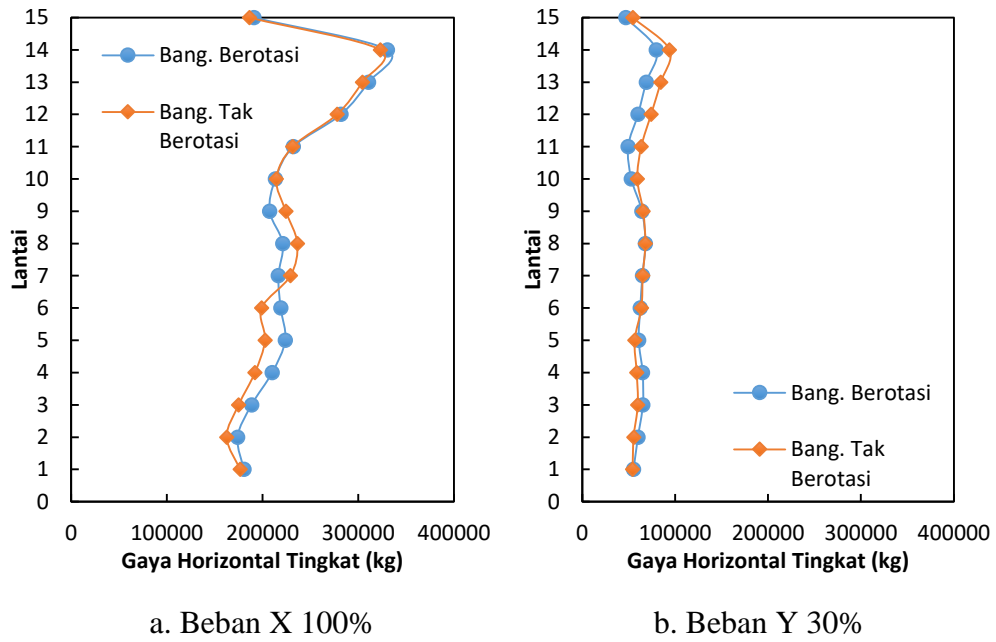 15
14
13
12
11
10
9
8
7
6
5
4
3
2
1
0
Lantai
Bang. Berotasi
Bang. Tak
Berotasi
0 100000 200000 300000 400000
Gaya Horizontal Tingkat (kg)
a. Beban X 100%
15
14
13
12
11
10
9
8
7
6
5
4
3
2
1
0
Lantai
Bang. Berotasi
Bang. Tak
Berotasi
0 100000 200000 300000 400000
Gaya Horizontal Tingkat (kg)
b. Beban Y 30%